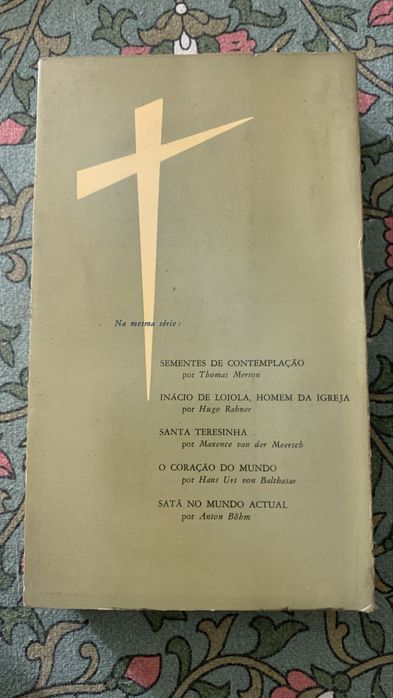 Na mesma série:
SEMENTES DE CONTEMPLAÇÃO
por Thomas Merton
INÁCIO DE LOIOLA, HOMEM DA IGREJA
por Hugo Rahner
SANTA TERESINHA
por Maxence van der Meersch
O CORAÇÃO DO MUNDO
por Hans Urs von Balthasar
SATÃ NO MUNDO ACTUAL
por Anton Böhm